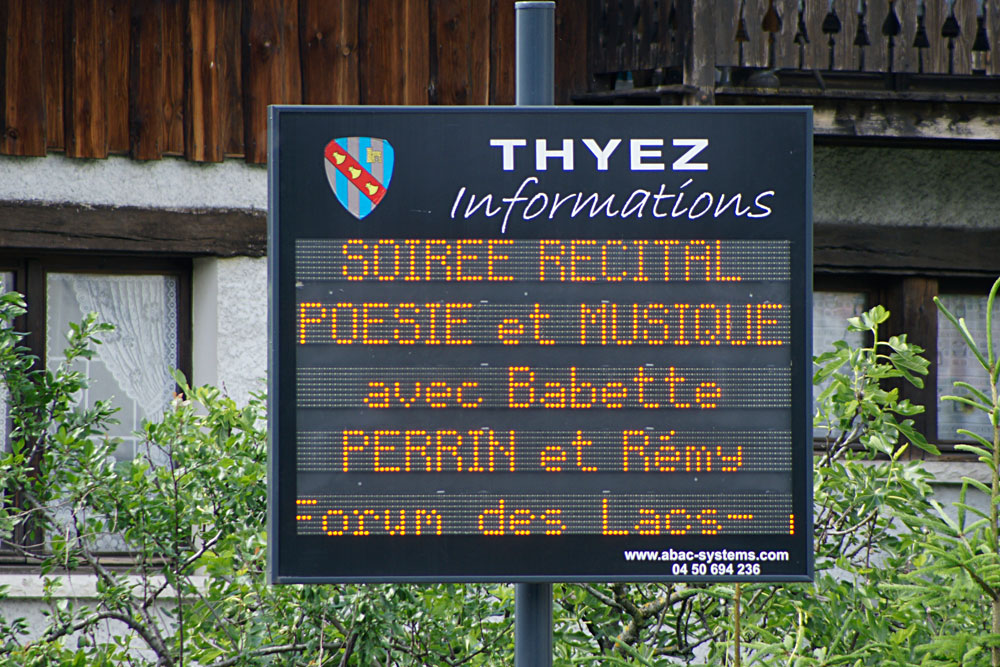 THYEZ
Informations
SOIREE RECITAL
POESIE et MUSIQUE
avec Babette
PERRIN et Rémy
Forum des Lacs-
www.abac-systems.com
04 50 694 236